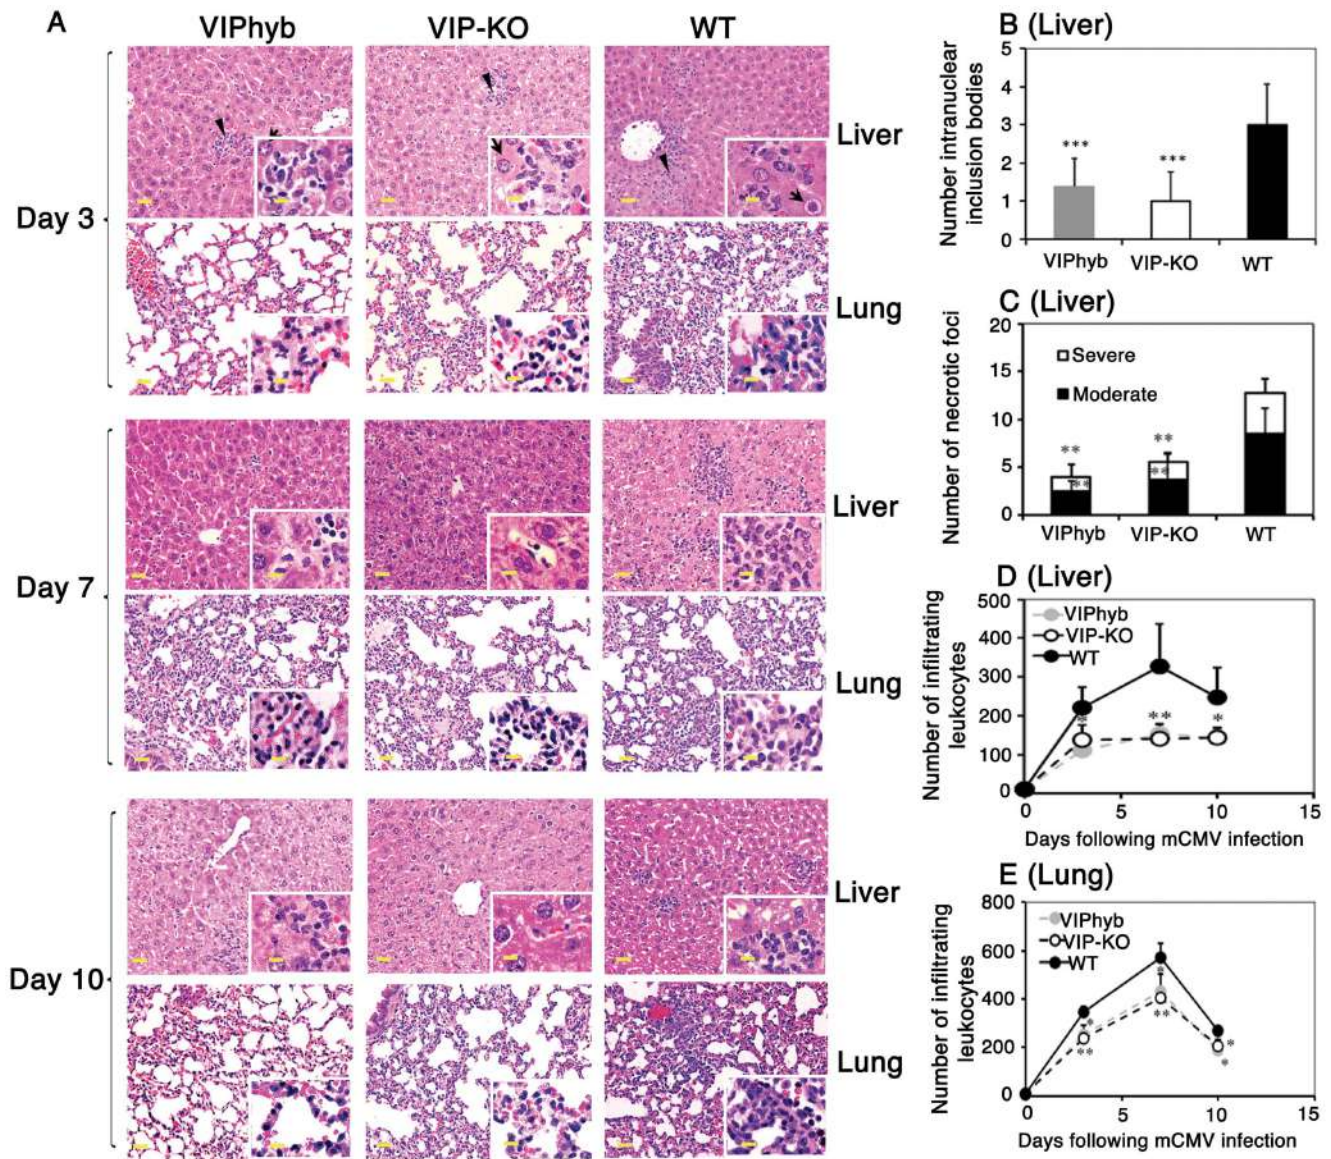 A
VIPhyb VIP-KO WT
Day 3
Liver
Lung
Day 7
Liver
Lung
Day 10
Liver
Lung
B (Liver)
Number intranuclear
inclusion bodies
5
4
3
2
1
0
*** ***
VIPhyb VIP-KO WT
C (Liver)
Number of necrotic foci
20
15
10
5
0
Severe
Moderate
** **
** **
VIPhyb VIP-KO WT
D (Liver)
Number of infiltrating
leukocytes
500
400
300
200
100
0
VIPhyb
VIP-KO
WT
* ** *
0 5 10 15
Days following mCMV infection
E (Lung)
Number of infiltrating
leukocytes
800
600
400
200
0
VIPhyb
VIP-KO
WT
* * *
** ** *
0 5 10 15
Days following mCMV infection